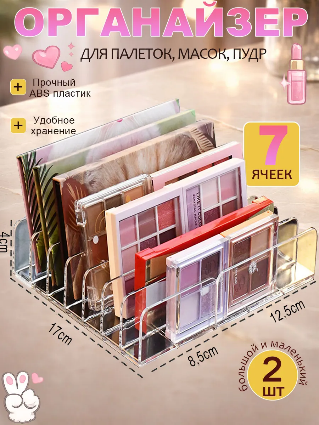 ОРГАНАЙЗЕР
ДЛЯ ПАЛЕТОК, МАСОК, ПУДР
+ Прочный
ABS пластик
+ Удобное
хранение
7
ЯЧЕЕК
4cm
17cm
8,5cm
12.5cm
большой и маленький
2
ШТ